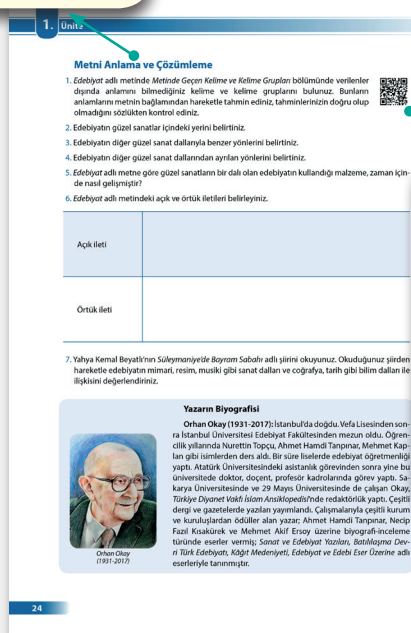 1. Ünite
Metni Anlama ve Çözümleme
1. Edebiyat adlı metinde Metinde Geçen Kelime ve Kelime Grupları bölümünde verilenler
dışında anlamını bilmediğiniz kelime ve kelime gruplarını bulunuz. Bunların
anlamlarını metnin bağlamından hareketle tahmin ediniz, tahminlerinizin doğru olup
olmadığını sözlükten kontrol ediniz.
2. Edebiyatın güzel sanatlar içindeki yerini belirtiniz.
3. Edebiyatın diğer güzel sanat dallarıyla benzer yönlerini belirtiniz.
4. Edebiyatın diğer güzel sanat dallarından ayrılan yönlerini belirtiniz.
5. Edebiyat adlı metne göre güzel sanatların bir dalı olan edebiyatın kullandığı malzeme, zaman için-
de nasıl gelişmiştir?
6. Edebiyat adlı metindeki açık ve örtük iletileri belirleyiniz.
Açık ileti
Örtük ileti
7. Yahya Kemal Beyatlı'nın Süleymaniye'de Bayram Sabahı adlı şiirini okuyunuz. Okuduğunuz şiirden
hareketle edebiyatın mimari, resim, musiki gibi sanat dalları ve coğrafya, tarih gibi bilim dalları ile
ilişkisini değerlendiriniz.
Yazarın Biyografisi
Orhan Okay (1931-2017): İstanbul'da doğdu. Vefa Lisesinden son-
ra İstanbul Üniversitesi Edebiyat Fakültesinden mezun oldu. Öğren-
cilik yıllarında Nurettin Topçu, Ahmet Hamdi Tanpınar, Mehmet Kap-
lan gibi isimlerden ders aldı. Bir süre liselerde edebiyat öğretmenliği
yaptı. Atatürk Üniversitesindeki asistanlık görevinden sonra yine bu
üniversitede doktor, doçent, profesör kadrolarında görev yaptı. Sa-
karya Üniversitesinde ve 29 Mayıs Üniversitesinde de çalışan Okay,
Türkiye Diyanet Vakfı İslam Ansiklopedisi'nde redaktörlük yaptı. Çeşitli
dergi ve gazetelerde yazıları yayımlandı. Çalışmalarıyla çeşitli kurum
ve kuruluşlardan ödüller alan yazar; Ahmet Hamdi Tanpınar, Necip
Fazıl Kısakürek ve Mehmet Akif Ersoy üzerine biyografi-inceleme
türünde eserler vermiş; Sanat ve Edebiyat Yazıları, Batılılaşma Dev-
ri Türk Edebiyatı, Kâğıt Medeniyeti, Edebiyat ve Edebi Eser Üzerine adlı
eserleriyle tanınmıştır.
Orhan Okay
(1931-2017)
24